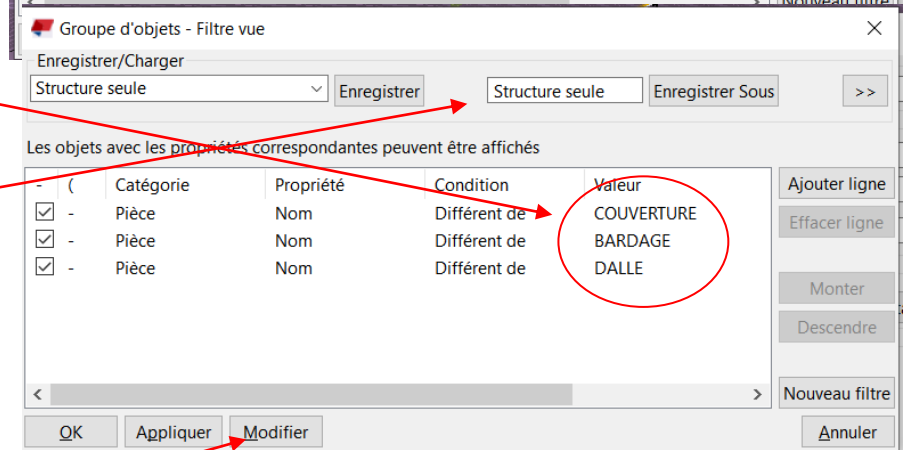 Nouveau filtre
Groupe d'objets - Filtre vue
Enregistrer/Charger
Structure seule Enregistrer Structure seule Enregistrer Sous >>
Les objets avec les propriétés correspondantes peuvent être affichés
- ( Catégorie Propriété Condition Valeur Ajouter ligne
- Pièce Nom Différent de COUVERTURE Effacer ligne
- Pièce Nom Différent de BARDAGE
- Pièce Nom Différent de DALLE
Monter
Descendre
Nouveau filtre
OK Appliquer Modifier Annuler